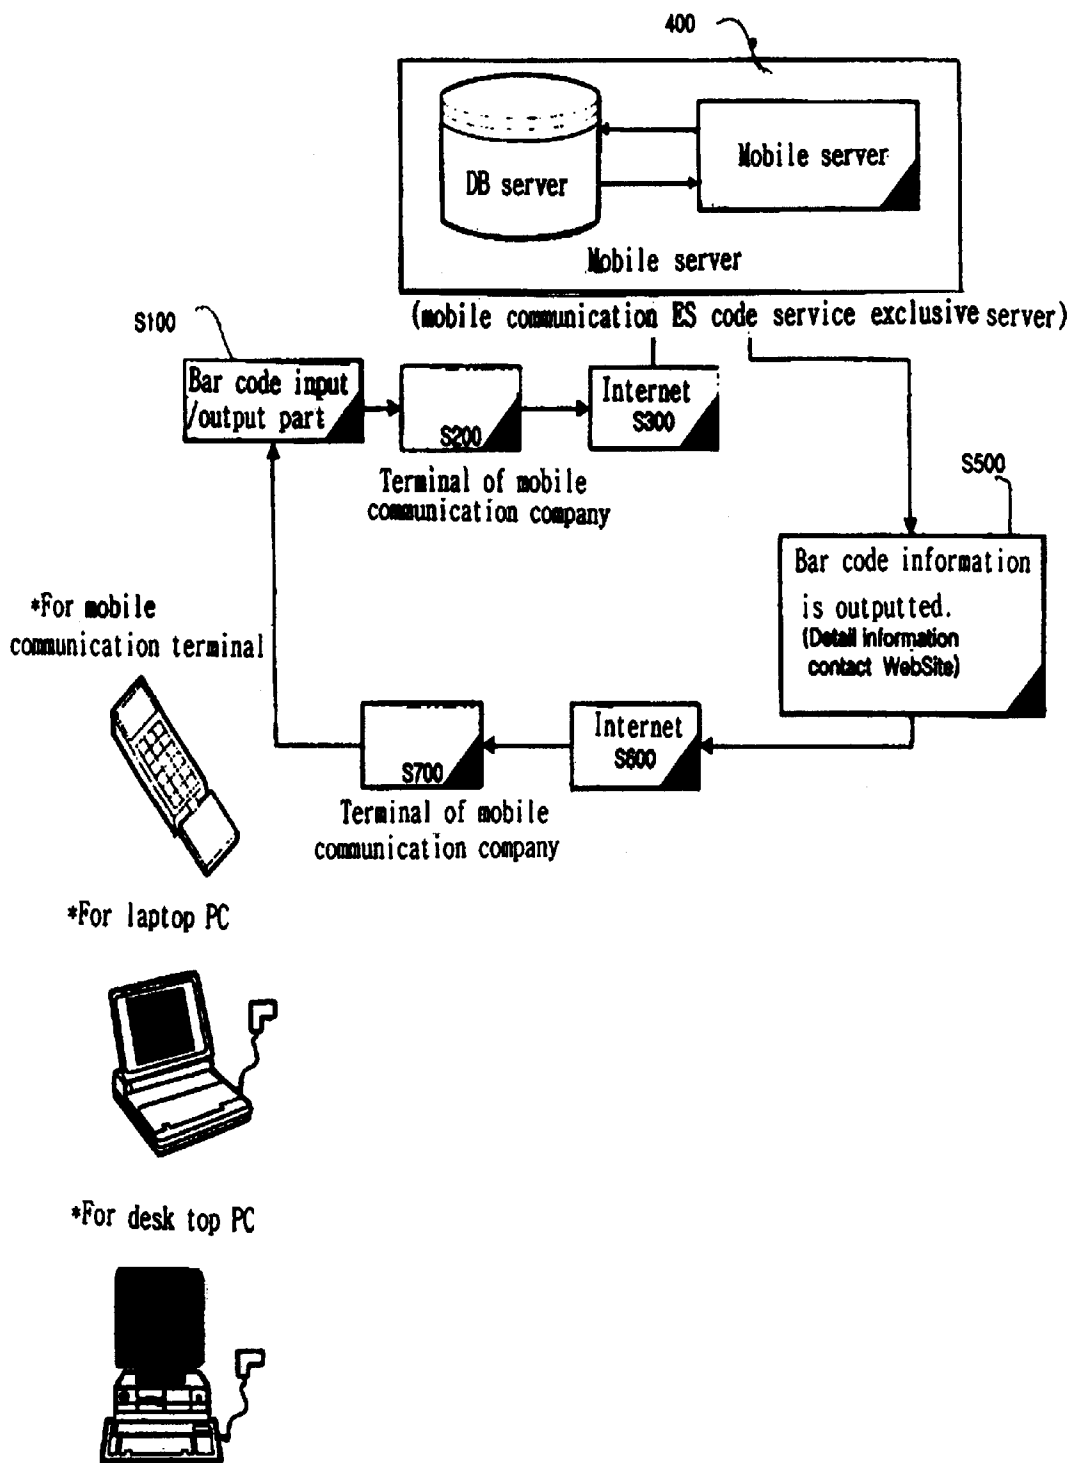 400
DB server
Mobile server
Mobile server
(mobile communication ES code service exclusive server)
S100
Bar code input
/output part
S200
Internet
S300
Terminal of mobile
communication company
S500
Bar code information
is outputted.
(Detail information
contact WebSite)
*For mobile
communication terminal
S700
Internet
S600
Terminal of mobile
communication company
*For laptop PC
*For desk top PC